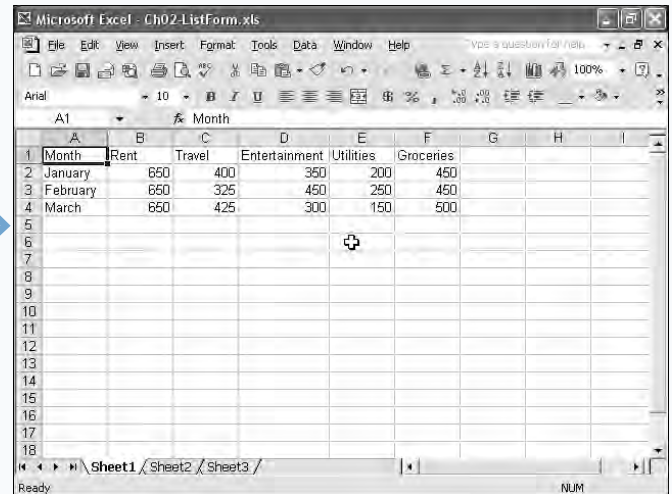 Microsoft Excel - Ch02-ListForm.xls
File Edit View Insert Format Tools Data Window Help Type a question for help
100%
Arial 10 B I U
A1 fx Month
A B C D E F G H I
1 Month Rent Travel Entertainment Utilities Groceries
2 January 650 400 350 200 450
3 February 650 325 450 250 450
4 March 650 425 300 150 500
5
6
7
8
9
10
11
12
13
14
15
16
17
18
Sheet1 Sheet2 Sheet3
Ready NUM